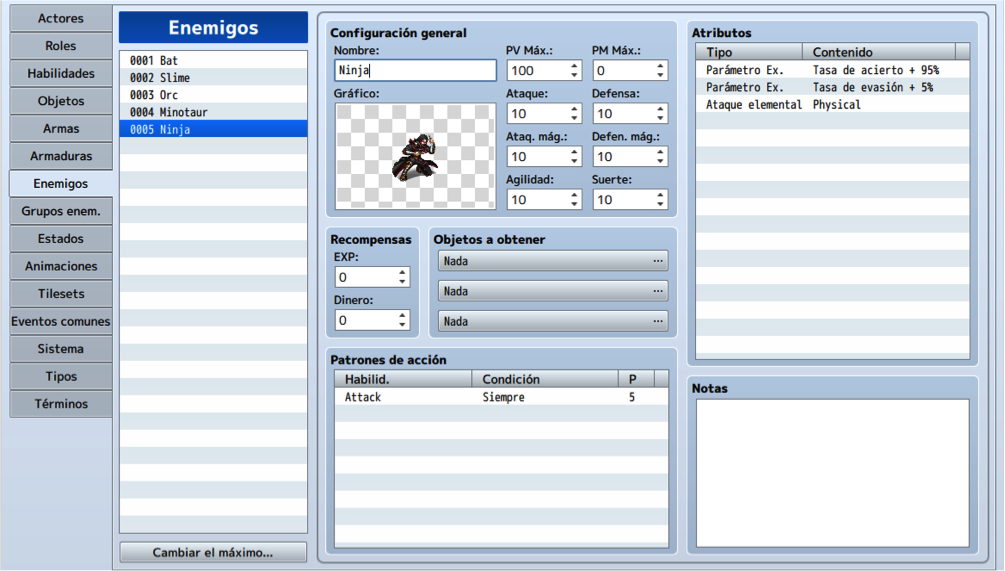 Actores
Roles
Habilidades
Objetos
Armas
Armaduras
Enemigos
Grupos enem.
Estados
Animaciones
Tilesets
Eventos comunes
Sistema
Tipos
Términos
Enemigos
0001 Bat
0002 Slime
0003 Orc
0004 Minotaur
0005 Ninja
Cambiar el máximo...
Configuración general
Nombre:
Ninja
Gráfico:
PV Máx.: PM Máx.:
100 0
Ataque: Defensa:
10 10
Ataq. mág.: Defen. mág.:
10 10
Agilidad: Suerte:
10 10
Recompensas
EXP:
0
Dinero:
0
Objetos a obtener
Nada ...
Nada ...
Nada ...
Patrones de acción
Habilid. Condición P
Attack Siempre 5
Atributos
Tipo Contenido
Parámetro Ex. Tasa de acierto + 95%
Parámetro Ex. Tasa de evasión + 5%
Ataque elemental Physical
Notas